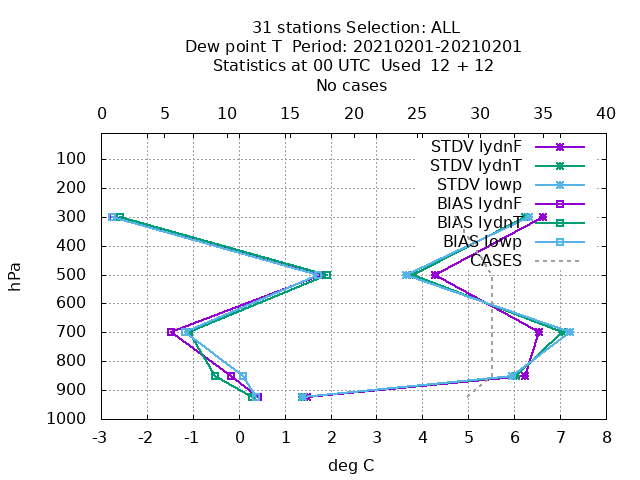 31 stations Selection: ALL
Dew point T  Period: 20210201-20210201
Statistics at 00 UTC  Used  12 + 12
No cases
0 5 10 15 20 25 30 35 40
STDV lydnF
STDV lydnT
STDV lowp
BIAS lydnF
BIAS lydnT
BIAS lowp
CASES
100
200
300
400
500
600
700
800
900
1000
hPa
-3 -2 -1 0 1 2 3 4 5 6 7 8
deg C